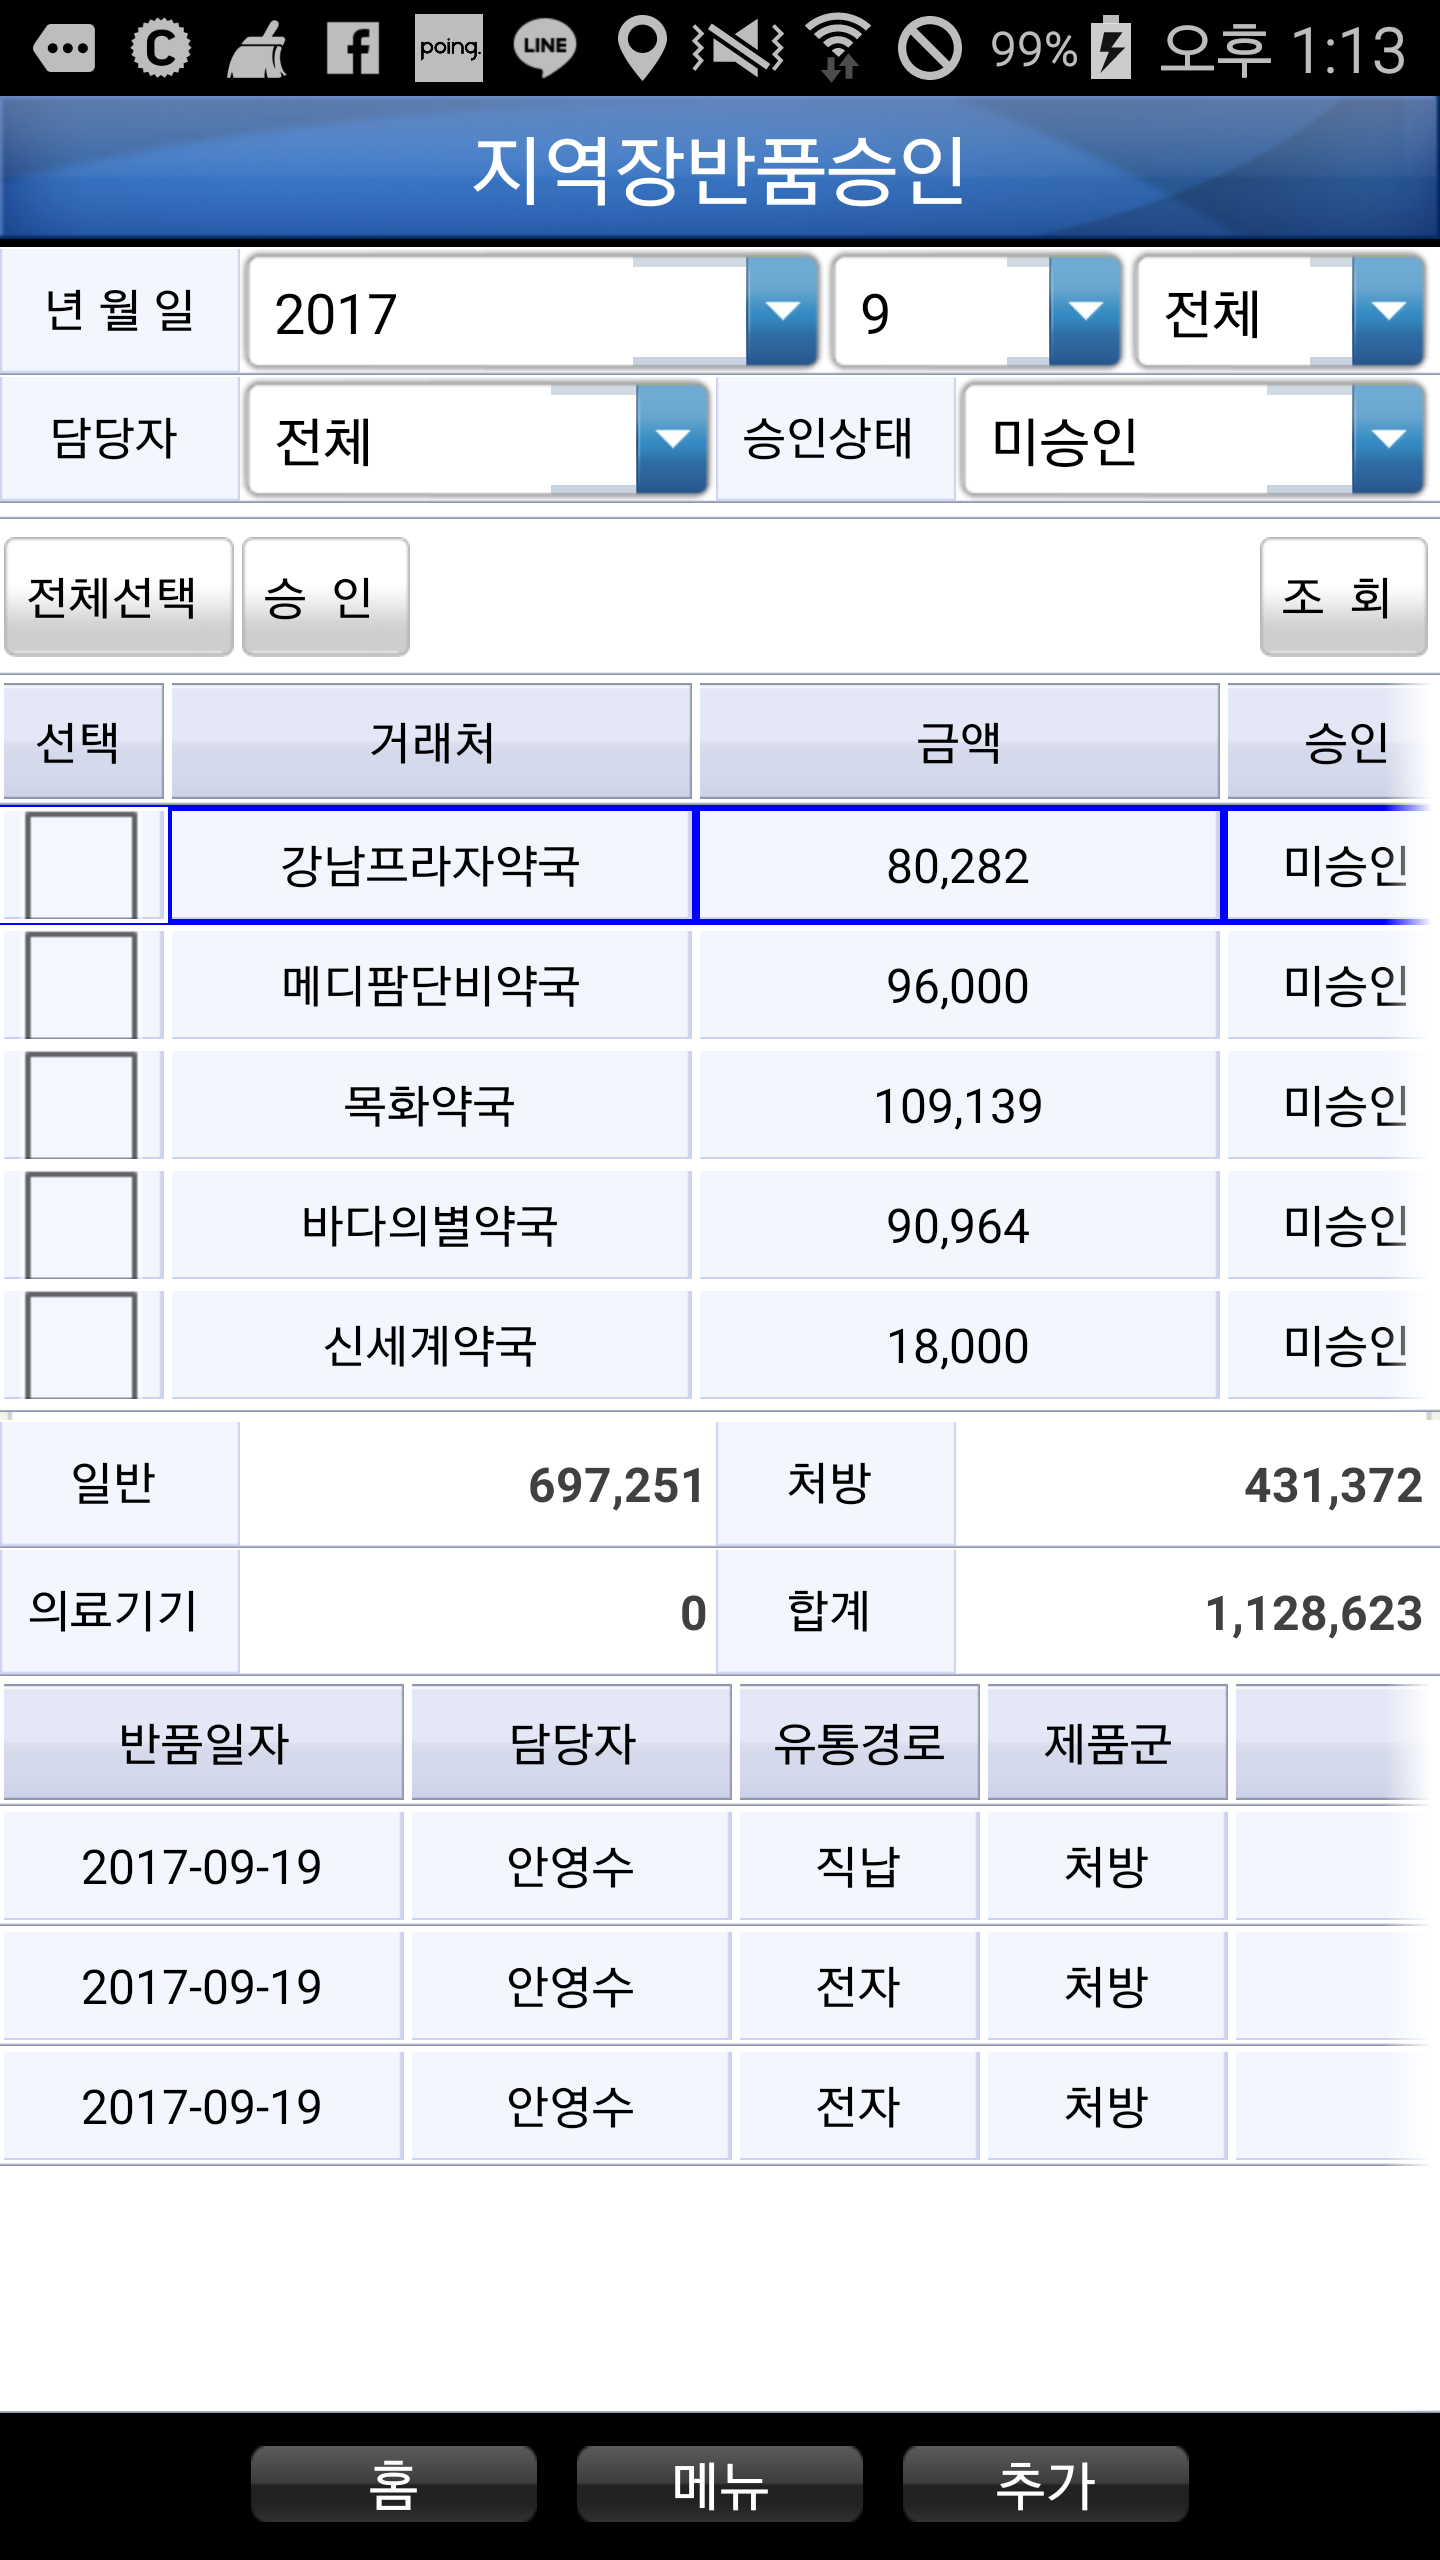 C poing. LINE 99% 오후 1:13
지역장반품승인
년 월 일 2017 9 전체
담당자 전체 승인상태 미승인
전체선택 승 인 조 회
선택 거래처 금액 승인
강남프라자약국 80,282 미승인
메디팜단비약국 96,000 미승인
목화약국 109,139 미승인
바다의별약국 90,964 미승인
신세계약국 18,000 미승인
일반 697,251 처방 431,372
의료기기 0 합계 1,128,623
반품일자 담당자 유통경로 제품군
2017-09-19 안영수 직납 처방
2017-09-19 안영수 전자 처방
2017-09-19 안영수 전자 처방
홈 메뉴 추가